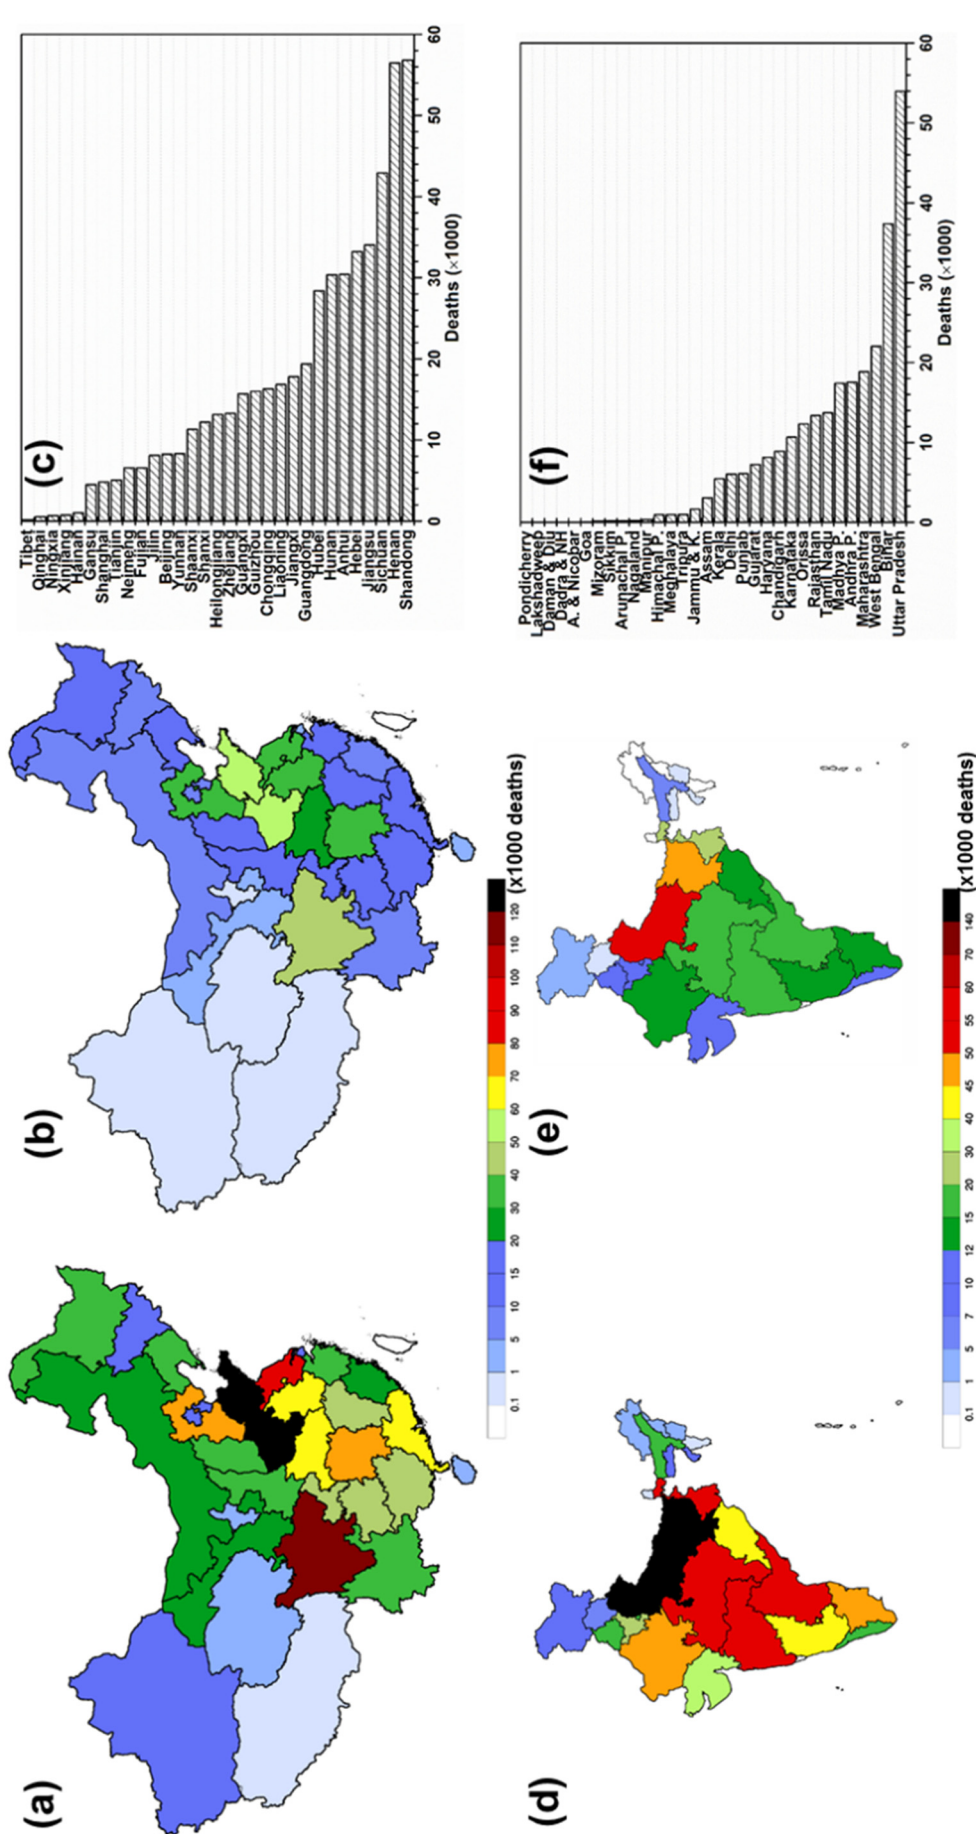 (a)
(b)
(c)
Tibet
Qinghai
Ningxia
Xinjiang
Hainan
Gansu
Shanghai
Tianjin
Neimeng
Fujian
Jilin
Beijing
Yunnan
Shaanxi
Shanxi
Heilongjiang
Zhejiang
Guangxi
Guizhou
Chongqing
Liaoning
Jiangxi
Guangdong
Hubei
Hunan
Anhui
Hebei
Jiangsu
Sichuan
Henan
Shandong
0 10 20 30 40 50 60
Deaths (×1000)
0.1 1 5 10 15 20 30 40 50 60 70 80 90 100 110 120 (x1000 deaths)
(d)
(e)
(f)
Pondicherry
Lakshadweep
Daman & DIU
Dadra & NH
A. & Nicobar
Goa
Mizoram
Sikkim
Arunachal P.
Nagaland
Manipur
Himachal P.
Meghalaya
Tripura
Jammu & K.
Assam
Kerala
Delhi
Punjab
Gujarat
Haryana
Chandigarh
Karnataka
Orissa
Rajasthan
Tamil Nadu
Madhya P.
Andhra P.
Maharashtra
West Bengal
Bihar
Uttar Pradesh
0 10 20 30 40 50 60
Deaths (×1000)
0.1 1 5 7 10 12 15 20 30 40 45 50 55 60 70 140 (x1000 deaths)